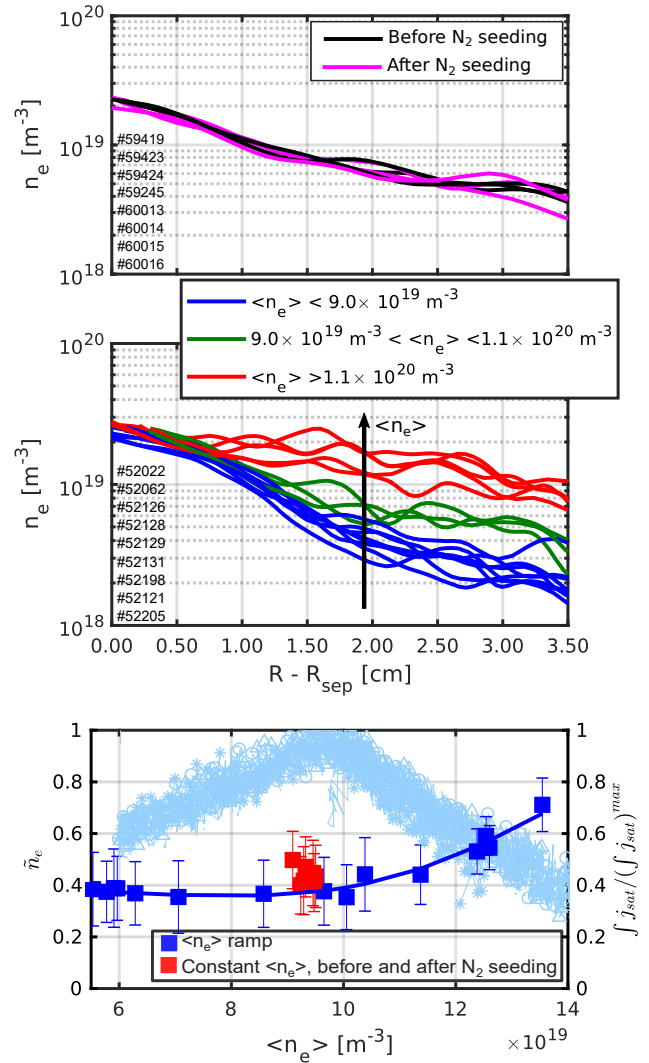 10^20
Before N_2 seeding
After N_2 seeding
n_e [m^-3]
10^19
#59419
#59423
#59424
#59245
#60013
#60014
#60015
#60016
10^18
<n_e> < 9.0× 10^19 m^-3
9.0× 10^19 m^-3 < <n_e> <1.1× 10^20 m^-3
<n_e> >1.1× 10^20 m^-3
10^20
<n_e>
n_e [m^-3]
10^19
#52022
#52062
#52126
#52128
#52129
#52131
#52198
#52121
#52205
10^18
0.00 0.50 1.00 1.50 2.00 2.50 3.00 3.50
R - R_sep [cm]
1 1
0.8 0.8
0.6 0.6
ñ_e
∫ j_sat/(∫ j_sat)^max
0.4 0.4
0.2 0.2
0 0
<n_e> ramp
Constant <n_e>, before and after N_2 seeding
6 8 10 12 14
<n_e> [m^-3]
×10^19